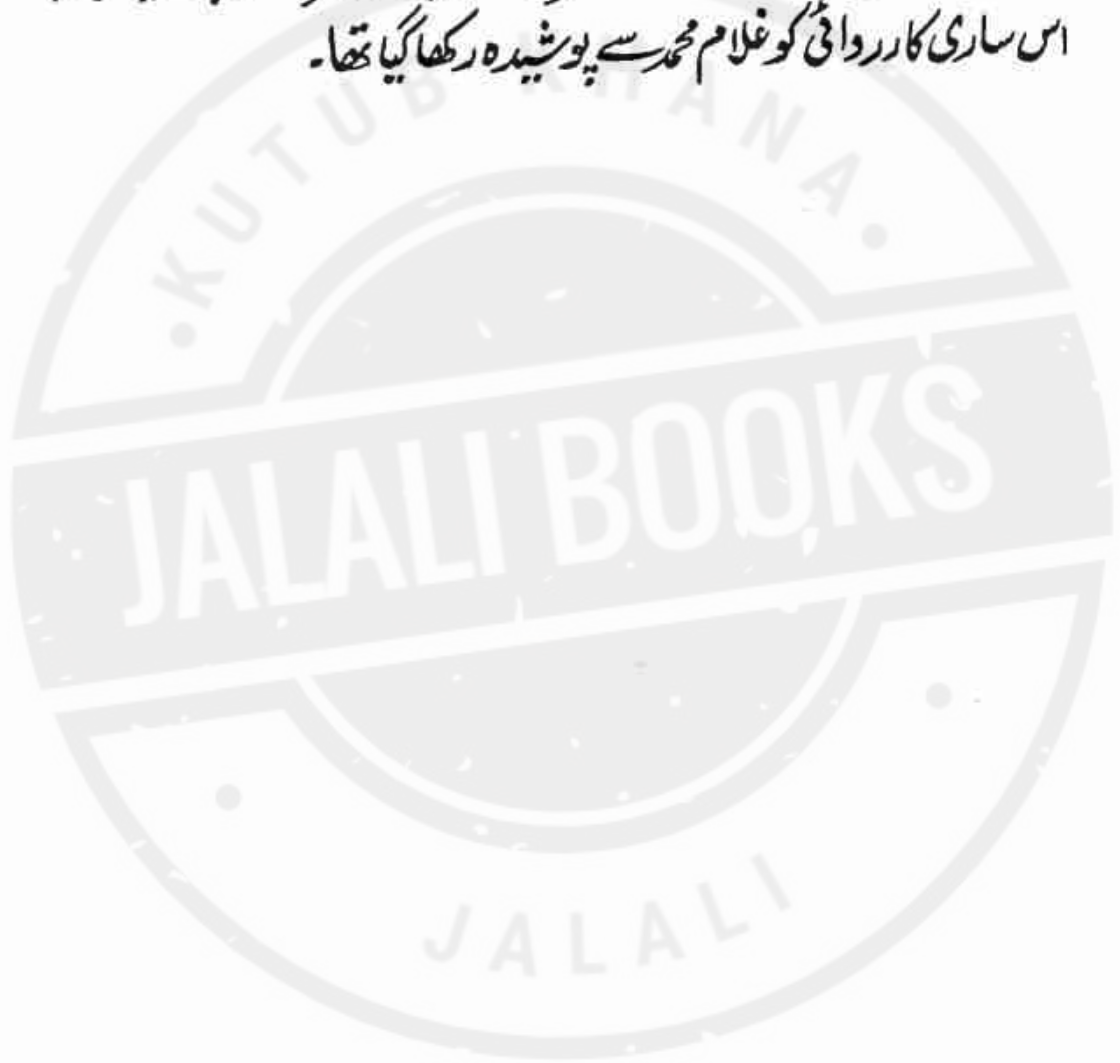 اس ساری کارروائی کو غلام محمد سے پوشیدہ رکھا گیا تھا۔
KUTUB KHANA
JALALI BOOKS
JALALI